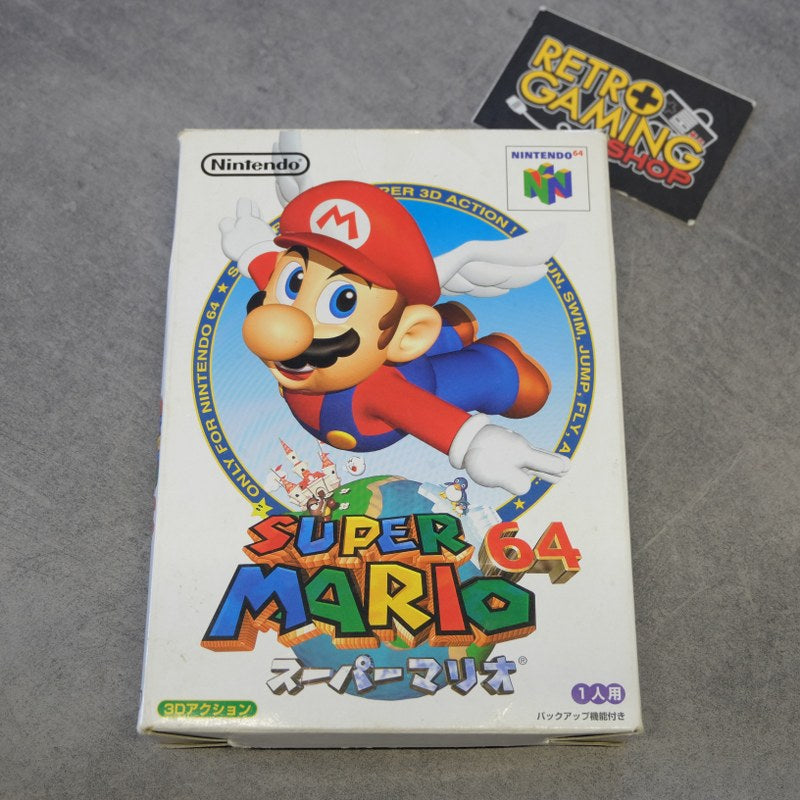 RETRO
GAMING
SHOP
Nintendo
NINTENDO 64
ONLY FOR NINTENDO 64 ★
PER 3D ACTION!
UN, SWIM, JUMP, FLY, A
SUPER
MARIO
64
スーパーマリオ®
3Dアクション
1人用
バックアップ機能付き